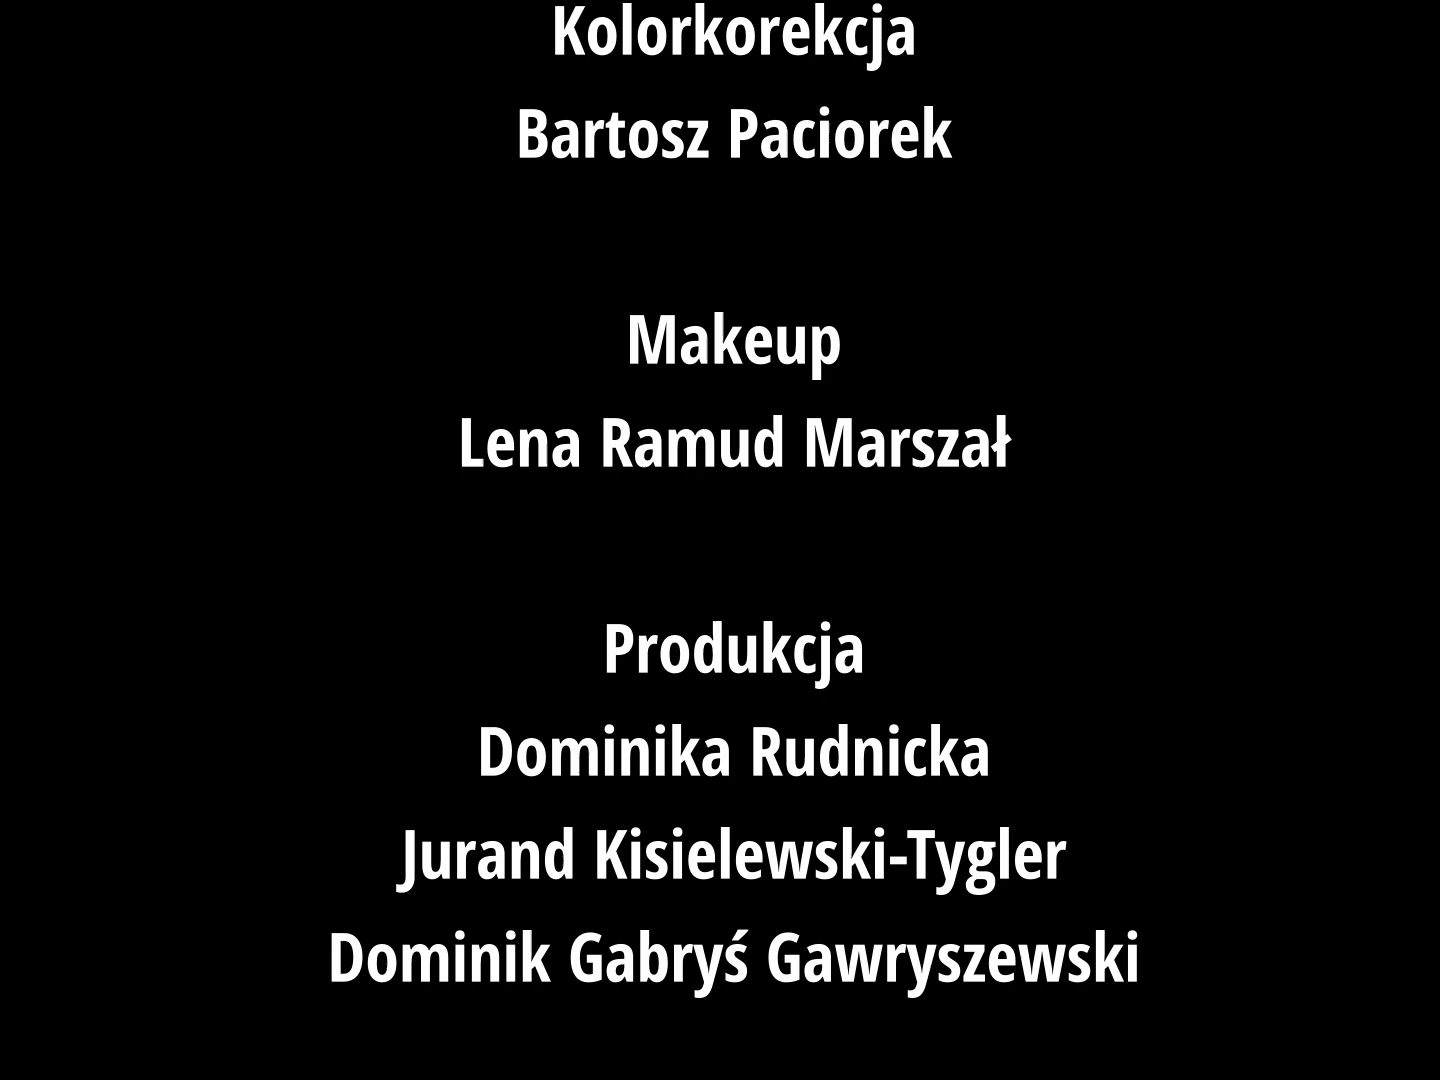 Kolorkorekcja
Bartosz Paciorek
Makeup
Lena Ramud Marszał
Produkcja
Dominika Rudnicka
Jurand Kisielewski-Tygler
Dominik Gabryś Gawryszewski